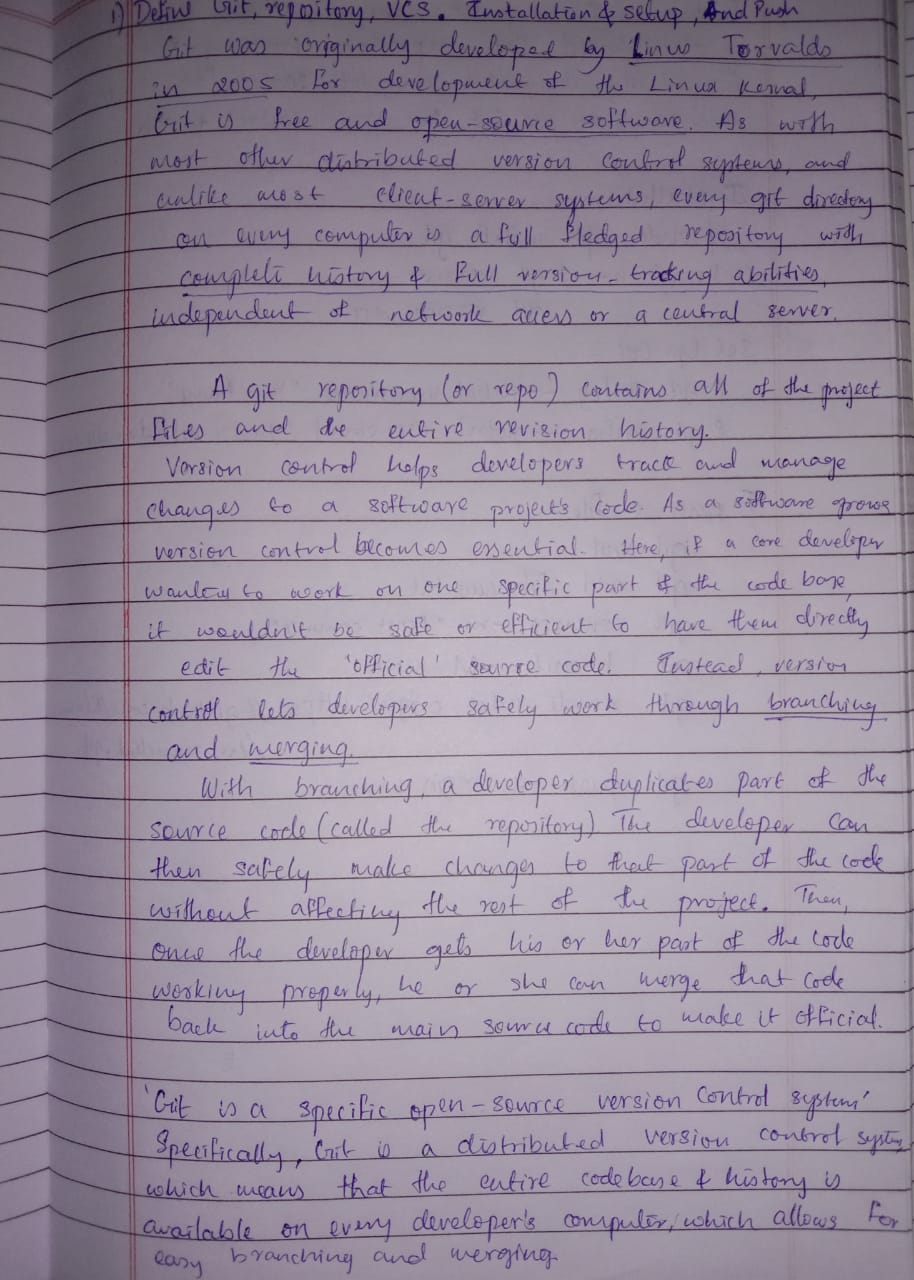 1) Define Git, repository, VCS. Installation & setup, And Push
Git was originally developed by Linus Torvalds
in 2005 for development of the Linux Kernal,
Git is free and open-source software. As with
most other distributed version control systems, and
unlike most client-server systems, every git directory
on every computer is a full fledged repository with
complete history & full version-tracking abilities,
independent of network access or a central server.
A git repository (or repo) contains all of the project
files and the entire revision history.
Version control helps developers track and manage
changes to a software project's code. As a software grows
version control becomes essential. Here, if a core developer
to work on one specific part of the code base,
it wouldn't be safe or efficient to have them directly
edit the 'official' source code. Instead, version
control lets developers safely work through branching
and merging.
With branching, a developer duplicates part of the
source code (called the repository) The developer can
then safely make changes to that part of the code
without affecting the rest of the project. Then,
once the developer gets his or her part of the code
working properly, he or she can merge that code
back into the main source code to make it official.
'Git is a specific open-source version control system'
Specifically, Git is a distributed version control system,
which means that the entire codebase & history is
available on every developer's computer, which allows for
easy branching and merging.